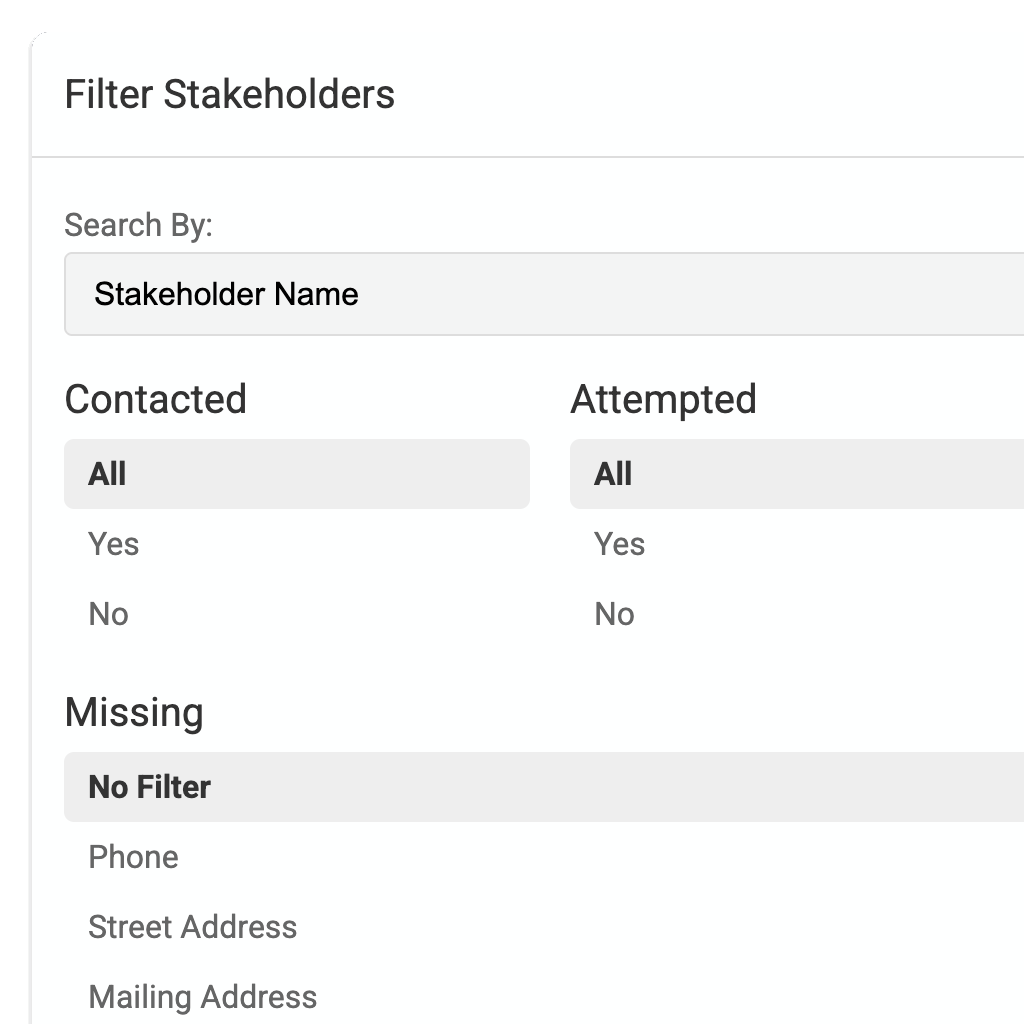 Filter Stakeholders
Search By:
Stakeholder Name
Contacted
All
Yes
No
Attempted
All
Yes
No
Missing
No Filter
Phone
Street Address
Mailing Address